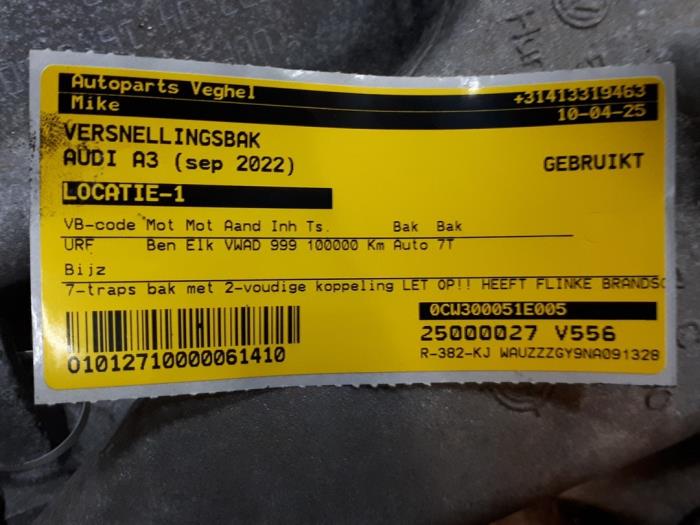 Autoparts Veghel +31413319463
Mike 10-04-25
VERSNELLINGSBAK
AUDI A3 (sep 2022) GEBRUIKT
LOCATIE-1
VB-code Mot Mot Aand Inh Ts. Bak Bak
URF Ben Elk VWAD 999 100000 Km Auto 7T
Bijz
7-traps bak met 2-voudige koppeling LET OP!! HEEFT FLINKE BRANDSC
0CW300051E005
25000027 V556
01012710000061410
R-382-KJ WAUZZZGY9NA091328